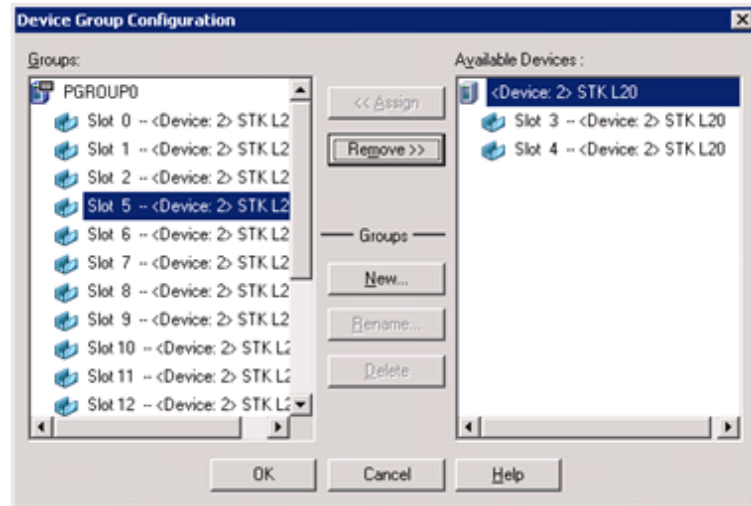 Device Group Configuration
Groups:
Available Devices :
PGROUP0
Slot 0 -- <Device: 2> STK L2
Slot 1 -- <Device: 2> STK L2
Slot 2 -- <Device: 2> STK L2
Slot 5 -- <Device: 2> STK L2
Slot 6 -- <Device: 2> STK L2
Slot 7 -- <Device: 2> STK L2
Slot 8 -- <Device: 2> STK L2
Slot 9 -- <Device: 2> STK L2
Slot 10 -- <Device: 2> STK L2
Slot 11 -- <Device: 2> STK L2
Slot 12 -- <Device: 2> STK L2
<< Assign
Remove >>
Groups
New...
Rename...
Delete
<Device: 2> STK L20
Slot 3 -- <Device: 2> STK L20
Slot 4 -- <Device: 2> STK L20
OK
Cancel
Help